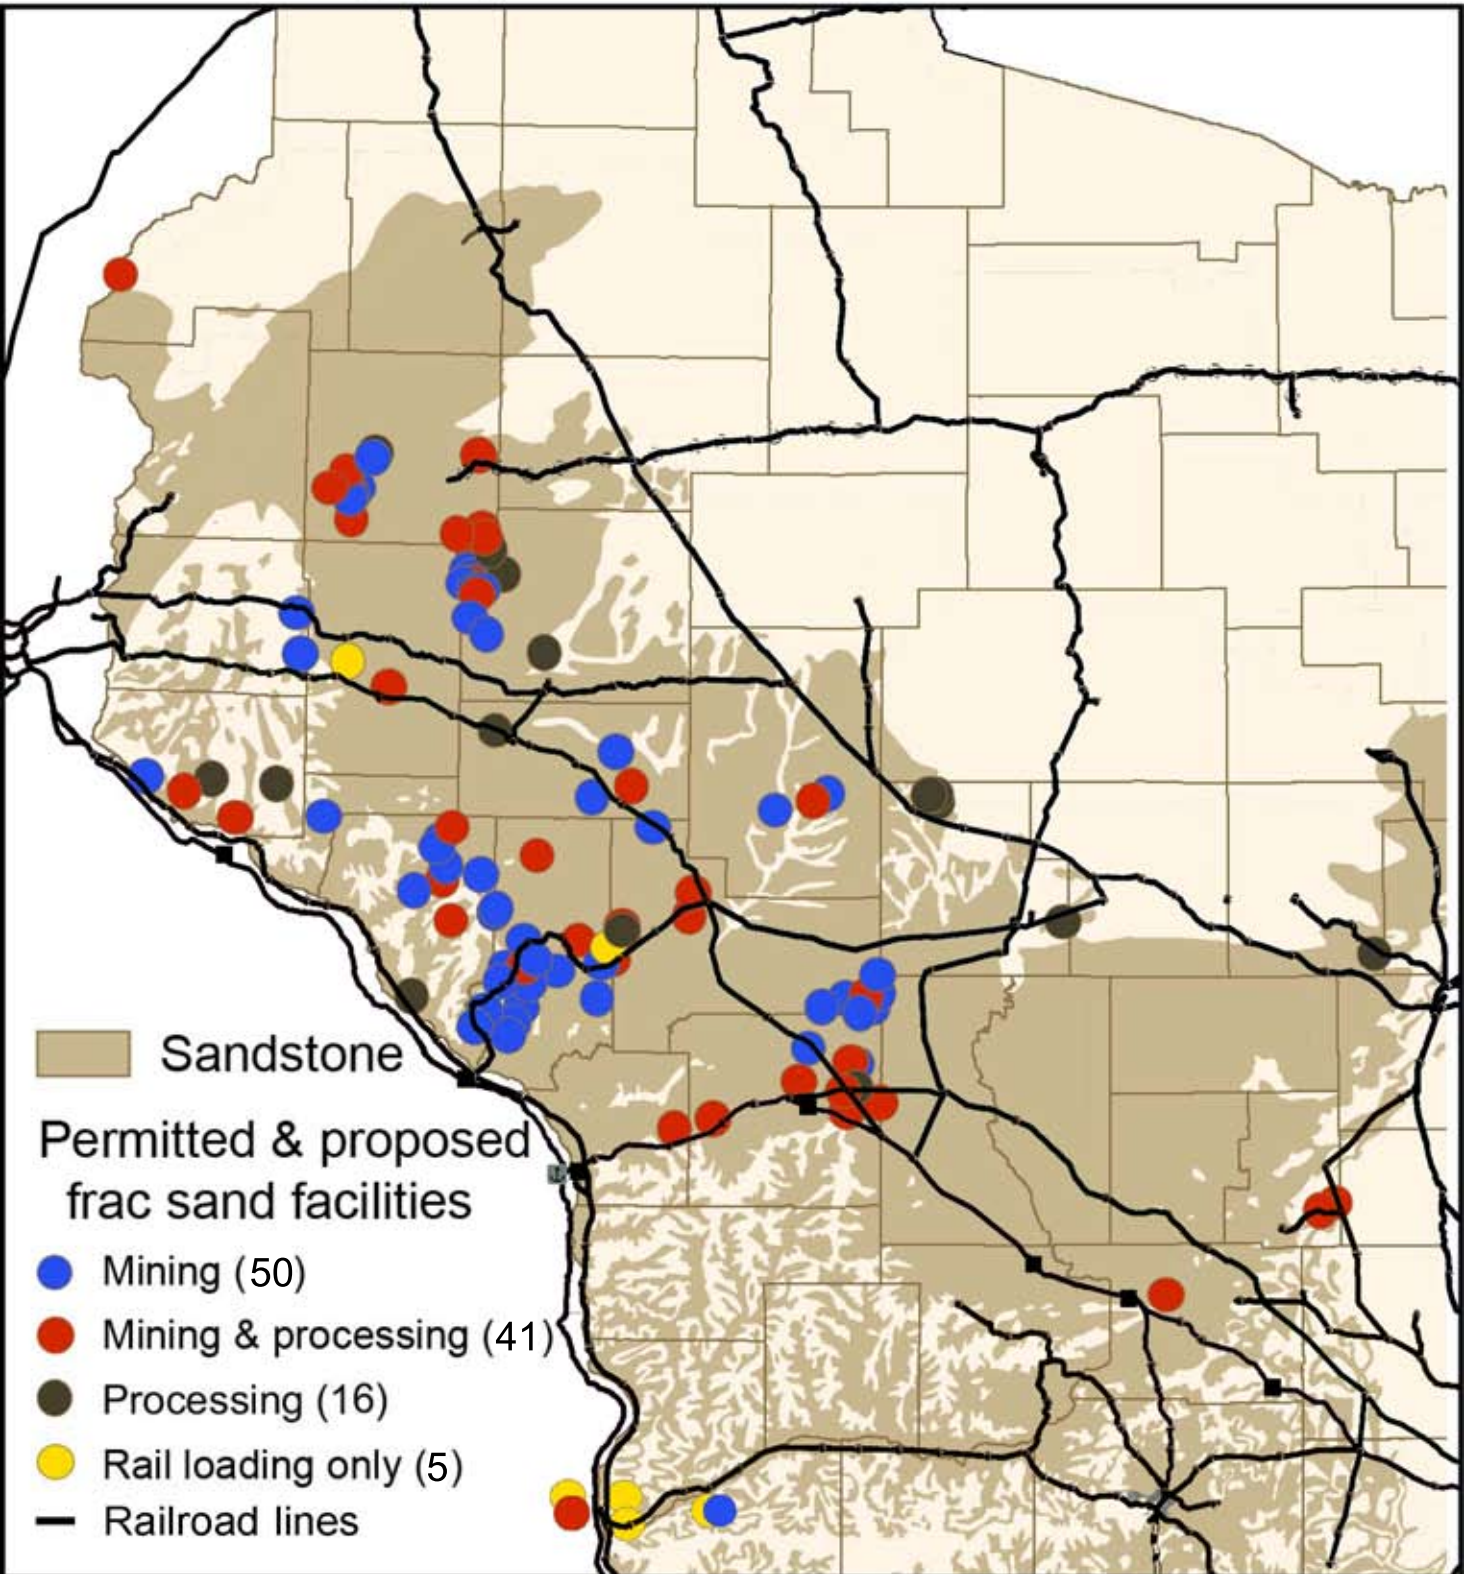 Sandstone
Permitted & proposed
frac sand facilities
Mining (50)
Mining & processing (41)
Processing (16)
Rail loading only (5)
Railroad lines